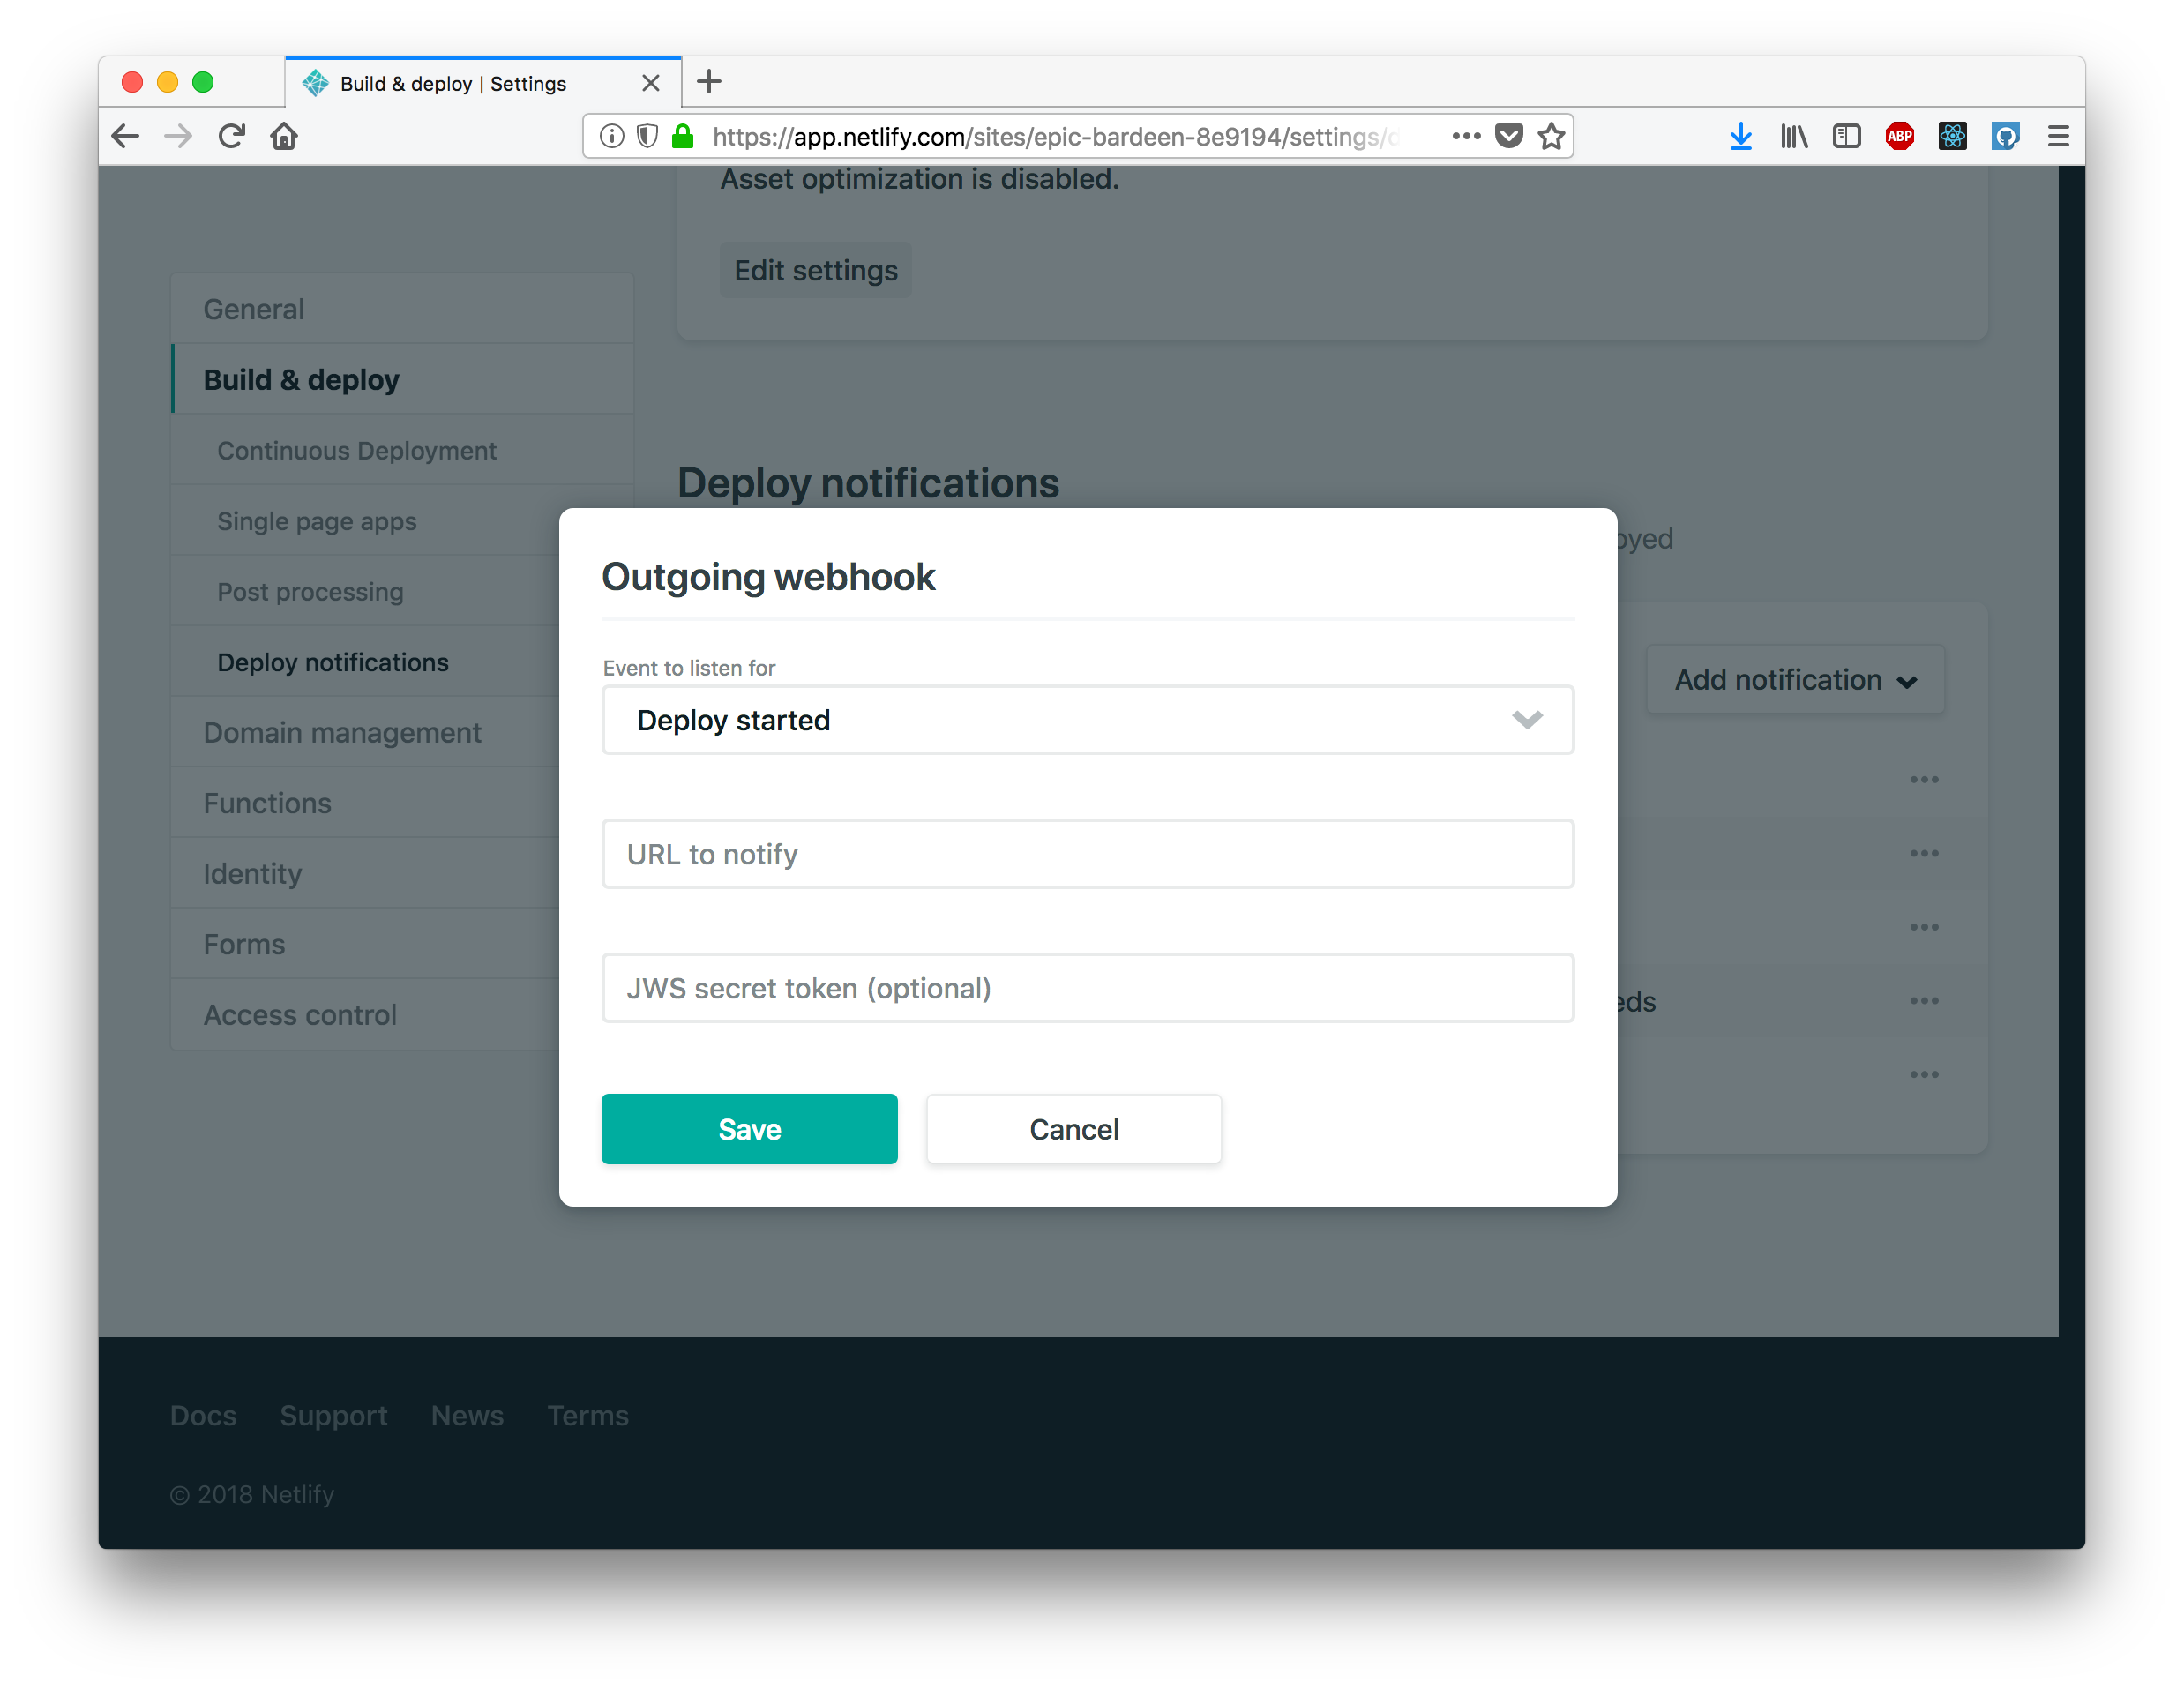 Build & deploy | Settings
https://app.netlify.com/sites/epic-bardeen-8e9194/settings/
ABP
Asset optimization is disabled.
Edit settings
General
Build & deploy
Continuous Deployment
Single page apps
Post processing
Deploy notifications
Domain management
Functions
Identity
Forms
Access control
Deploy notifications
oyed
Add notification
eds
Outgoing webhook
Event to listen for
Deploy started
URL to notify
JWS secret token (optional)
Save
Cancel
Docs Support News Terms
© 2018 Netlify